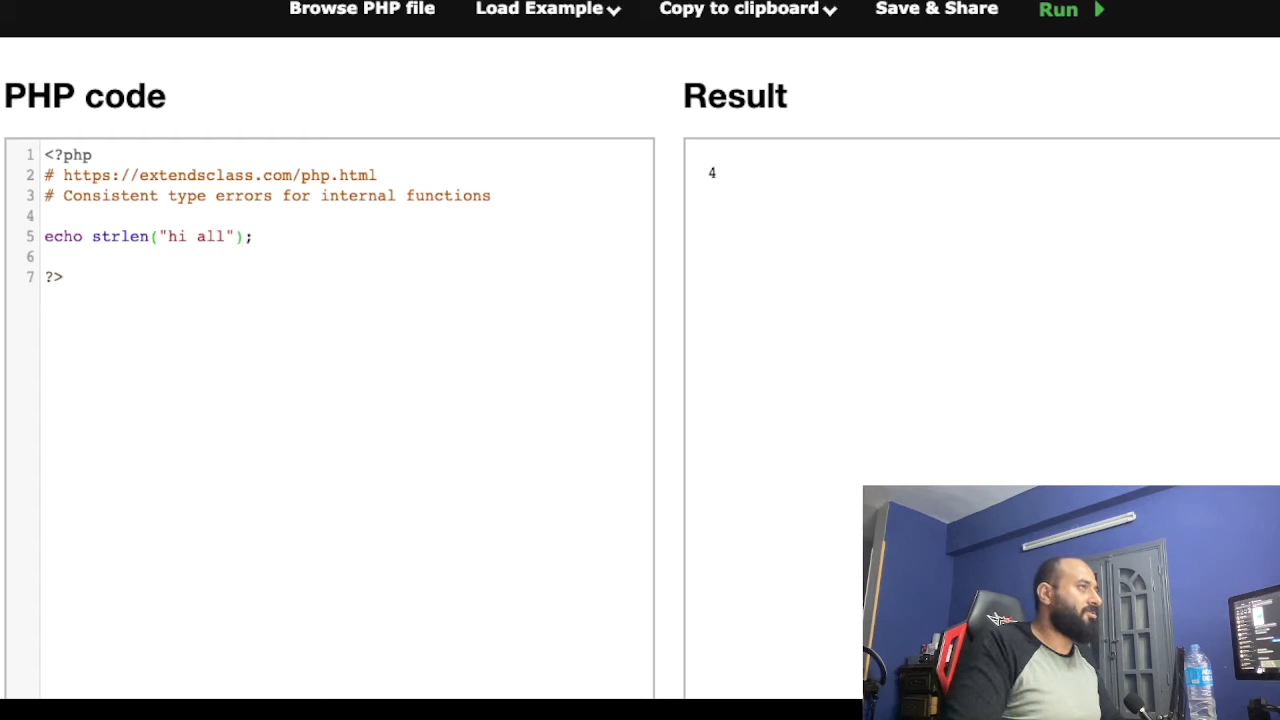 Browse PHP file Load Example Copy to clipboard Save & Share Run
PHP code
Result
1 <?php
2 # https://extendsclass.com/php.html
3 # Consistent type errors for internal functions
4
5 echo strlen("hi all");
6
7 ?>
4